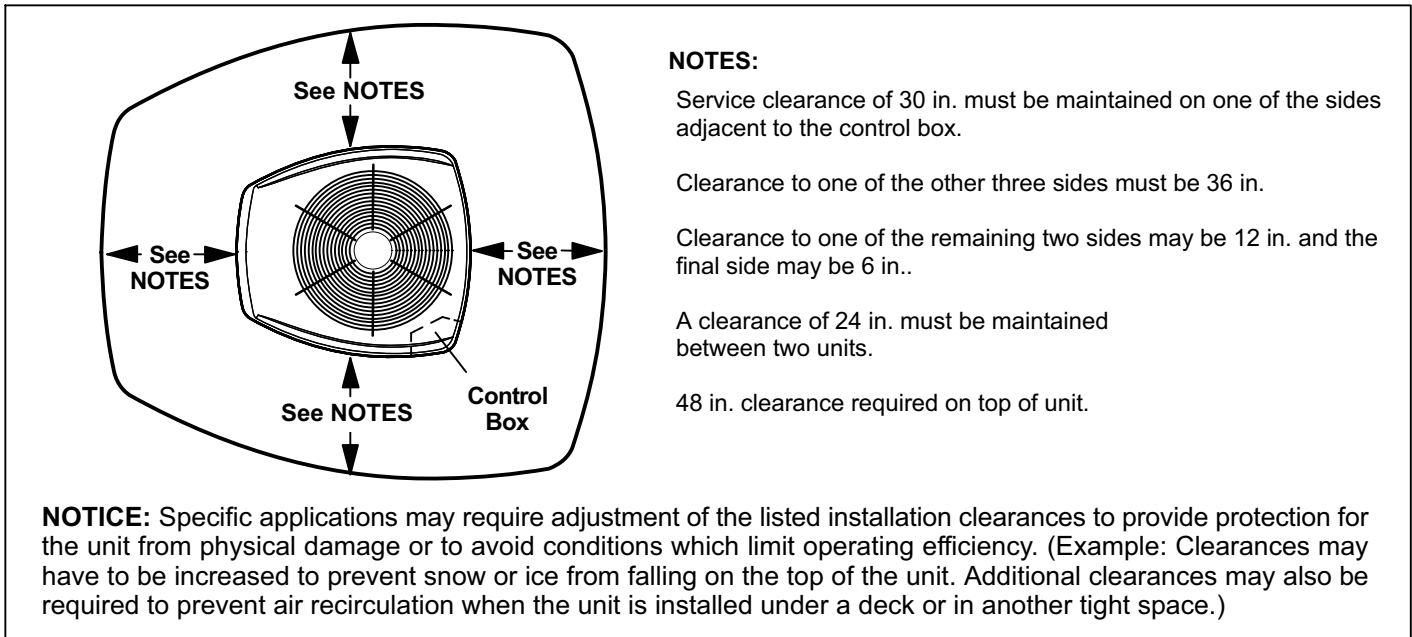 See NOTES
See
NOTES
See
NOTES
See NOTES
Control
Box
NOTES:
Service clearance of 30 in. must be maintained on one of the sides
adjacent to the control box.
Clearance to one of the other three sides must be 36 in.
Clearance to one of the remaining two sides may be 12 in. and the
final side may be 6 in..
A clearance of 24 in. must be maintained
between two units.
48 in. clearance required on top of unit.
NOTICE: Specific applications may require adjustment of the listed installation clearances to provide protection for
the unit from physical damage or to avoid conditions which limit operating efficiency. (Example: Clearances may
have to be increased to prevent snow or ice from falling on the top of the unit. Additional clearances may also be
required to prevent air recirculation when the unit is installed under a deck or in another tight space.)